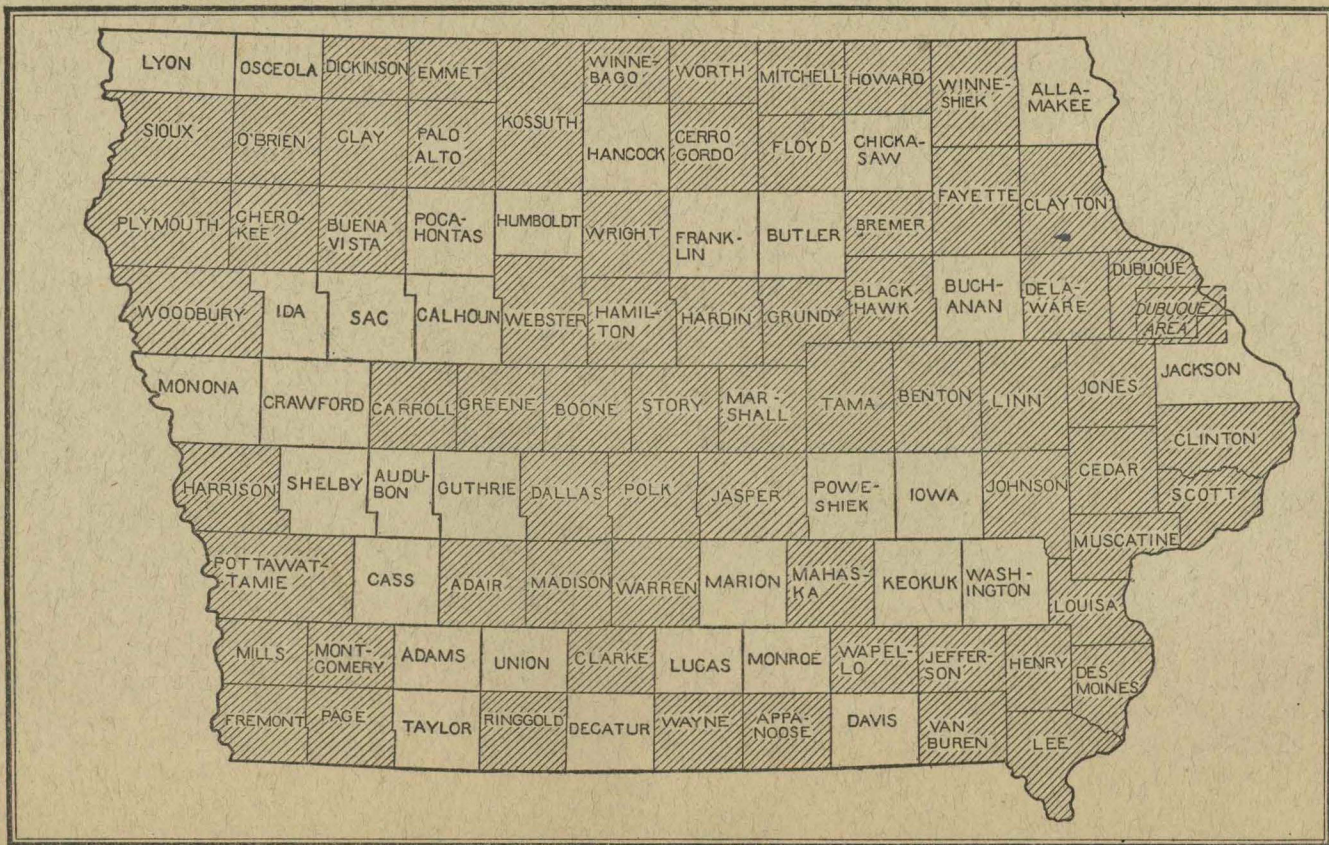 LYON
OSCEOLA
DICKINSON
EMMET
KOSSUTH
WINNE-
BAGO
WORTH
MITCHELL
HOWARD
WINNE-
SHIEK
ALLA-
MAKEE
SIOUX
O'BRIEN
CLAY
PALO
ALTO
HANCOCK
CERRO
GORDO
FLOYD
CHICKA-
SAW
FAYETTE
CLAYTON
PLYMOUTH
CHERO-
KEE
BUENA
VISTA
POCA-
HONTAS
HUMBOLDT
WRIGHT
FRANK-
LIN
BUTLER
BREMER
WOODBURY
IDA
SAC
CALHOUN
WEBSTER
HAMIL-
TON
HARDIN
GRUNDY
BLACK
HAWK
BUCH-
ANAN
DELA-
WARE
DUBUQUE
DUBUQUE
AREA
MONONA
CRAWFORD
CARROLL
GREENE
BOONE
STORY
MAR-
SHALL
TAMA
BENTON
LINN
JONES
JACKSON
HARRISON
SHELBY
AUDU-
BON
GUTHRIE
DALLAS
POLK
JASPER
POWE-
SHIEK
IOWA
JOHNSON
CEDAR
CLINTON
SCOTT
MUSCATINE
POTTAWAT-
TAMIE
CASS
ADAIR
MADISON
WARREN
MARION
MAHAS-
KA
KEOKUK
WASH-
INGTON
LOUISA
MILLS
MONT-
GOMERY
ADAMS
UNION
CLARKE
LUCAS
MONROE
WAPEL-
LO
JEFFER-
SON
HENRY
DES
MOINES
FREMONT
PAGE
TAYLOR
RINGGOLD
DECATUR
WAYNE
APPA-
NOOSE
DAVIS
VAN
BUREN
LEE